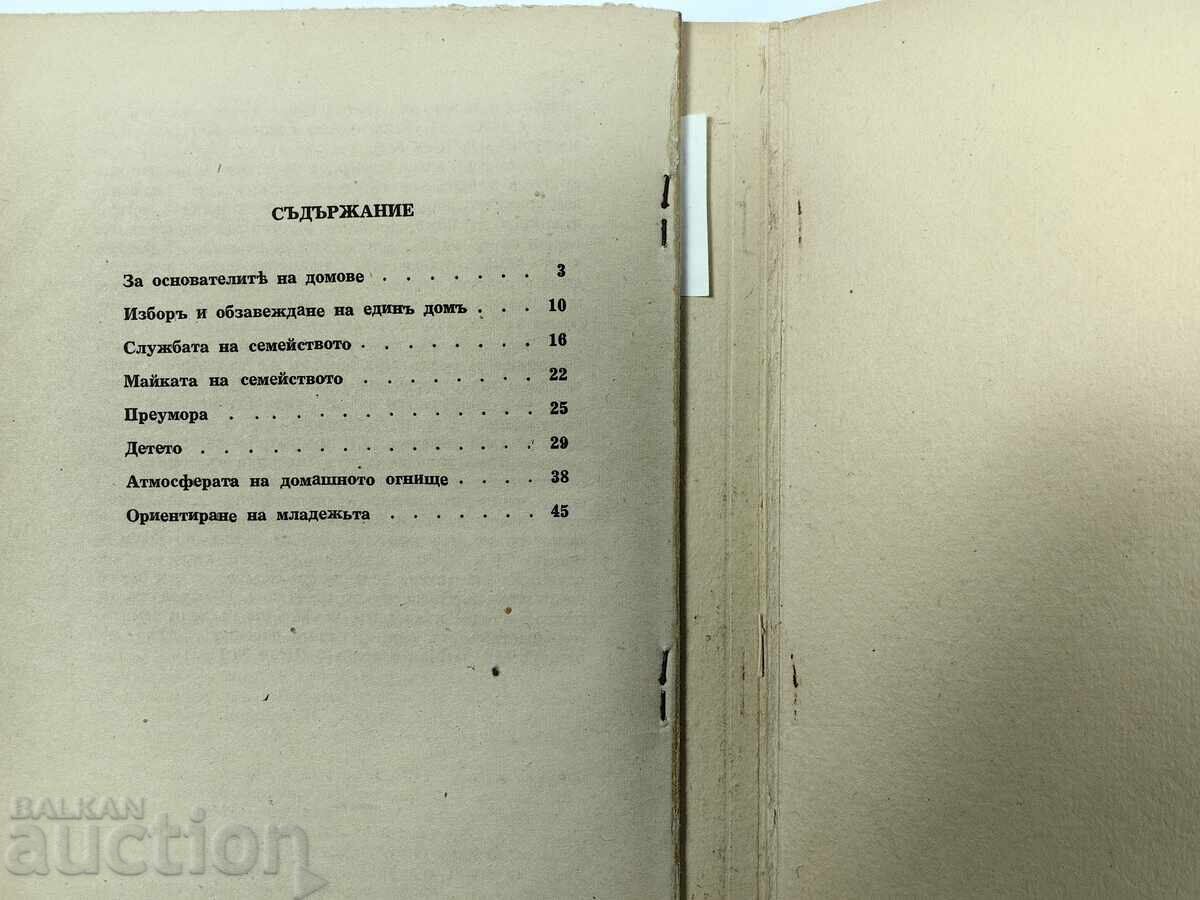 СЪДЪРЖАНИЕ
За основателитѣ на домове . . . . . . . 3
Изборъ и обзавеждане на единъ домъ . . . 10
Службата на семейството . . . . . . . . 16
Майката на семейството . . . . . . . . 22
Преумора . . . . . . . . . . . . . 25
Детето . . . . . . . . . . . . . . 29
Атмосферата на домашното огнище . . . . 38
Ориентиране на младежьта . . . . . . . 45
BALKAN
auction